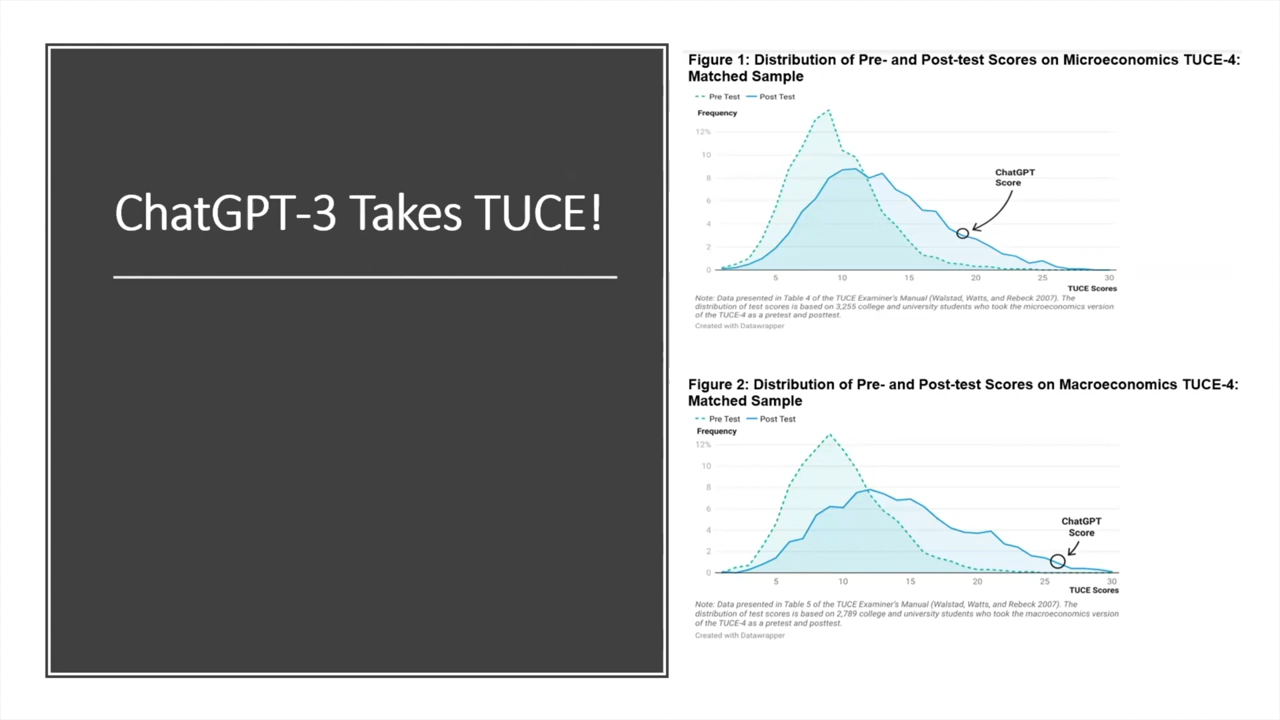 ChatGPT-3 Takes TUCE!
Figure 1: Distribution of Pre- and Post-test Scores on Microeconomics TUCE-4:
Matched Sample
Pre Test Post Test
Frequency
12%
10
8
6
4
2
0
ChatGPT
Score
5 10 15 20 25 30
TUCE Scores
Note: Data presented in Table 4 of the TUCE Examiner's Manual (Walstad, Watts, and Rebeck 2007). The
distribution of test scores is based on 3,255 college and university students who took the microeconomics version
of the TUCE-4 as a pretest and posttest.
Created with Datawrapper
Figure 2: Distribution of Pre- and Post-test Scores on Macroeconomics TUCE-4:
Matched Sample
Pre Test Post Test
Frequency
12%
10
8
6
4
2
0
ChatGPT
Score
5 10 15 20 25 30
TUCE Scores
Note: Data presented in Table 5 of the TUCE Examiner's Manual (Walstad, Watts, and Rebeck 2007). The
distribution of test scores is based on 2,789 college and university students who took the macroeconomics version
of the TUCE-4 as a pretest and posttest.
Created with Datawrapper